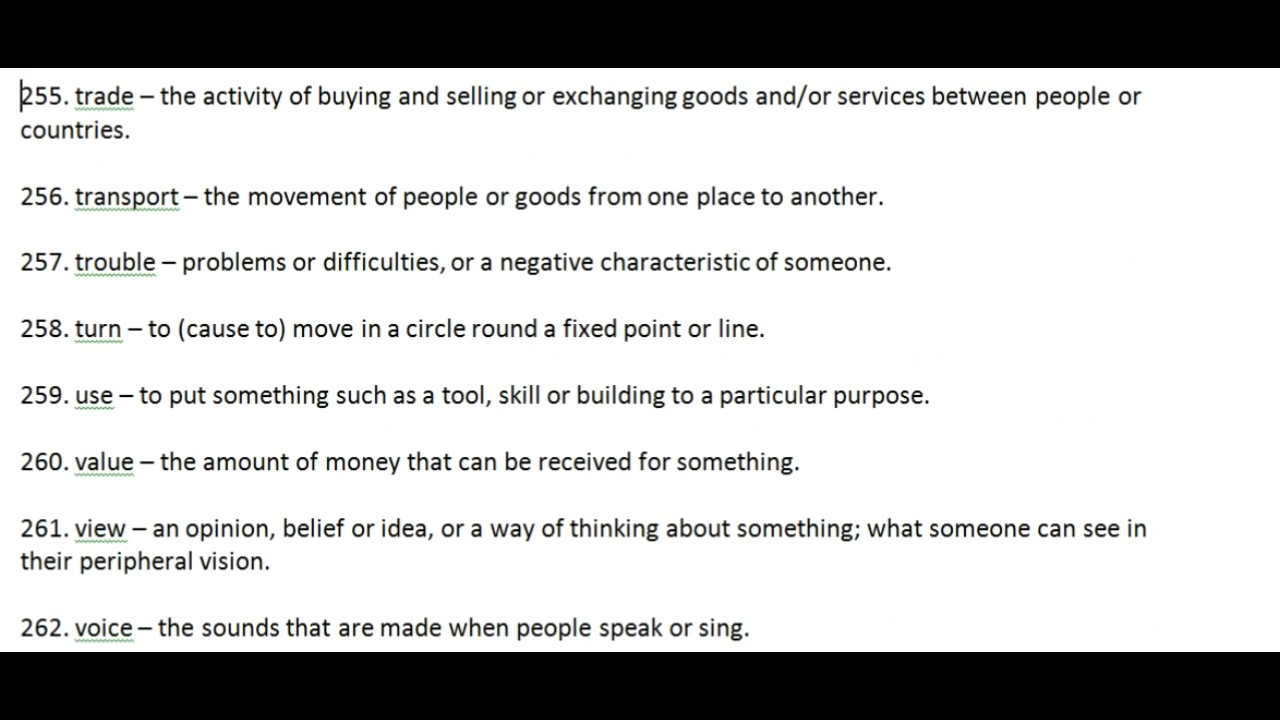 255. trade – the activity of buying and selling or exchanging goods and/or services between people or
countries.
256. transport – the movement of people or goods from one place to another.
257. trouble – problems or difficulties, or a negative characteristic of someone.
258. turn – to (cause to) move in a circle round a fixed point or line.
259. use – to put something such as a tool, skill or building to a particular purpose.
260. value – the amount of money that can be received for something.
261. view – an opinion, belief or idea, or a way of thinking about something; what someone can see in
their peripheral vision.
262. voice – the sounds that are made when people speak or sing.